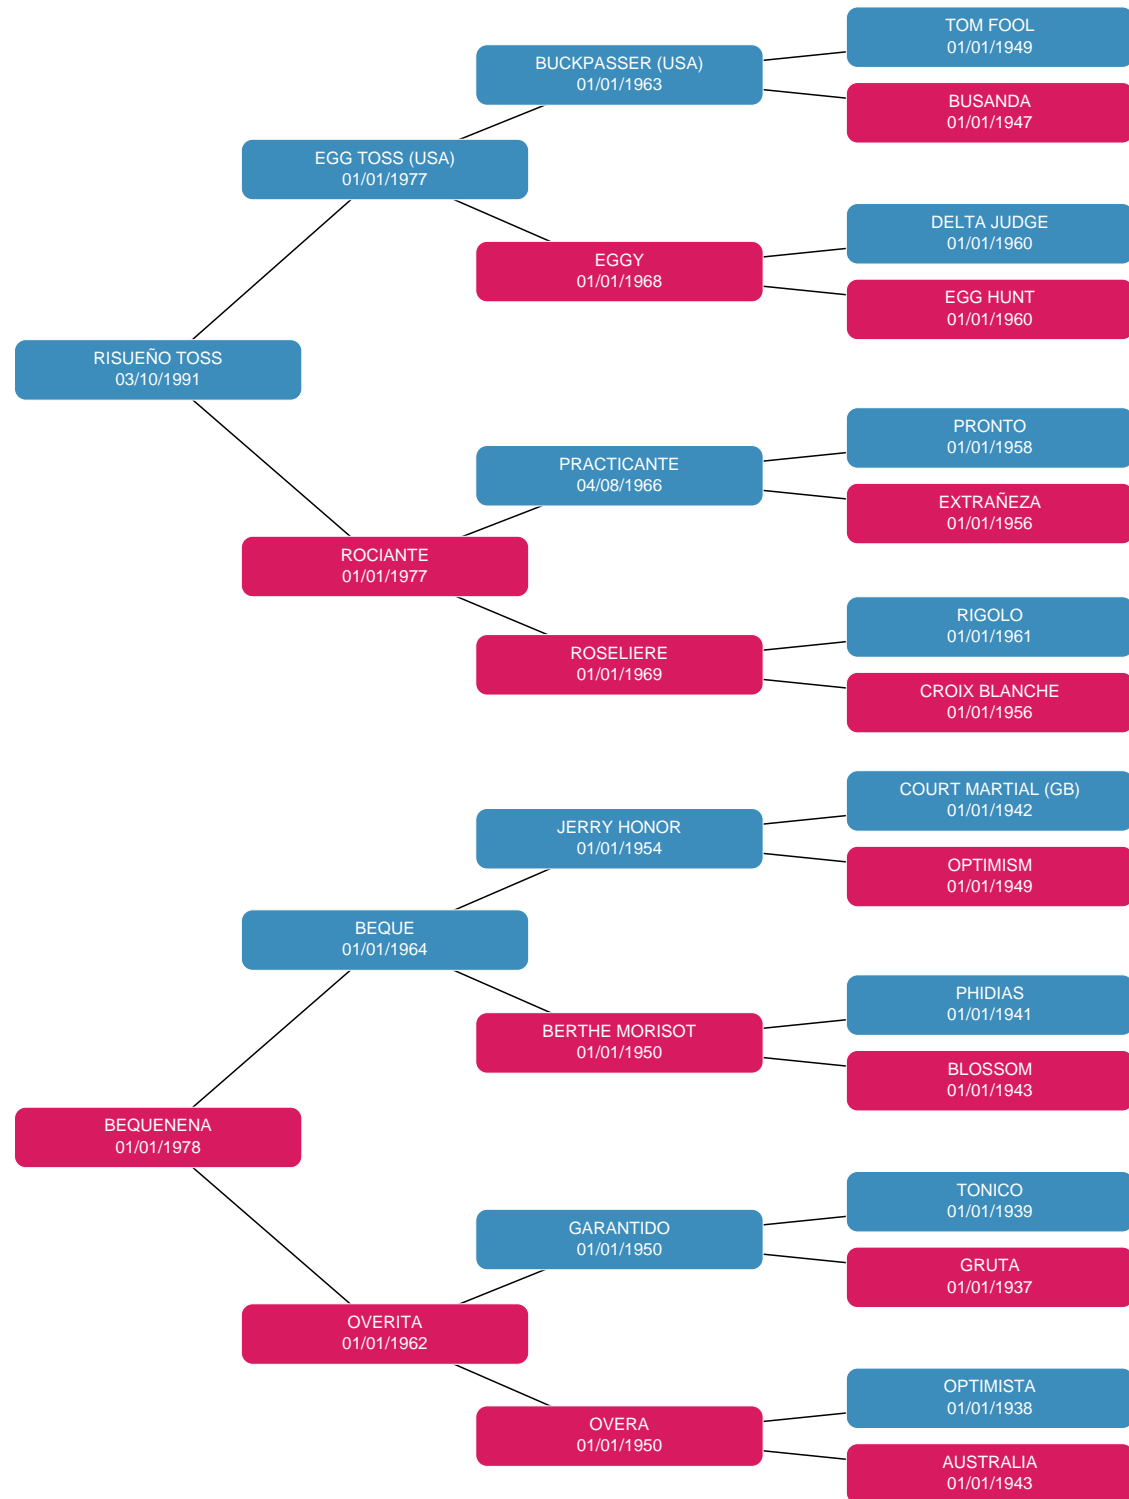 TOM FOOL
01/01/1949
BUCKPASSER (USA)
01/01/1963
BUSANDA
01/01/1947
EGG TOSS (USA)
01/01/1977
DELTA JUDGE
01/01/1960
EGGY
01/01/1968
EGG HUNT
01/01/1960
RISUEÑO TOSS
03/10/1991
PRONTO
01/01/1958
PRACTICANTE
04/08/1966
EXTRAÑEZA
01/01/1956
ROCIANTE
01/01/1977
RIGOLO
01/01/1961
ROSELIERE
01/01/1969
CROIX BLANCHE
01/01/1956
COURT MARTIAL (GB)
01/01/1942
JERRY HONOR
01/01/1954
OPTIMISM
01/01/1949
BEQUE
01/01/1964
PHIDIAS
01/01/1941
BERTHE MORISOT
01/01/1950
BLOSSOM
01/01/1943
BEQUENENA
01/01/1978
TONICO
01/01/1939
GARANTIDO
01/01/1950
GRUTA
01/01/1937
OVERITA
01/01/1962
OPTIMISTA
01/01/1938
OVERA
01/01/1950
AUSTRALIA
01/01/1943